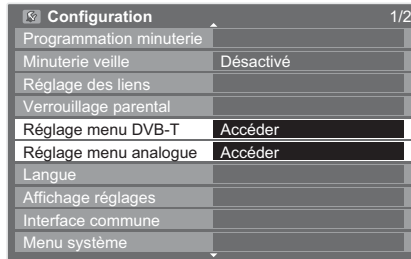 Configuration 1/2
Programmation minuterie
Minuterie veille Désactivé
Réglage des liens
Verrouillage parental
Réglage menu DVB-T Accéder
Réglage menu analogue Accéder
Langue
Affichage réglages
Interface commune
Menu système